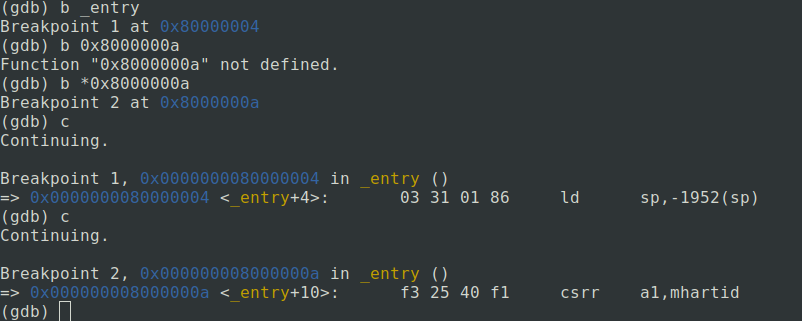 (gdb) b _entry
Breakpoint 1 at 0x80000004
(gdb) b 0x8000000a
Function "0x8000000a" not defined.
(gdb) b *0x8000000a
Breakpoint 2 at 0x8000000a
(gdb) c
Continuing.
Breakpoint 1, 0x0000000080000004 in _entry ()
=> 0x0000000080000004 <_entry+4>: 03 31 01 86 ld sp,-1952(sp)
(gdb) c
Continuing.
Breakpoint 2, 0x000000008000000a in _entry ()
=> 0x000000008000000a <_entry+10>: f3 25 40 f1 csrr a1,mhartid
(gdb)